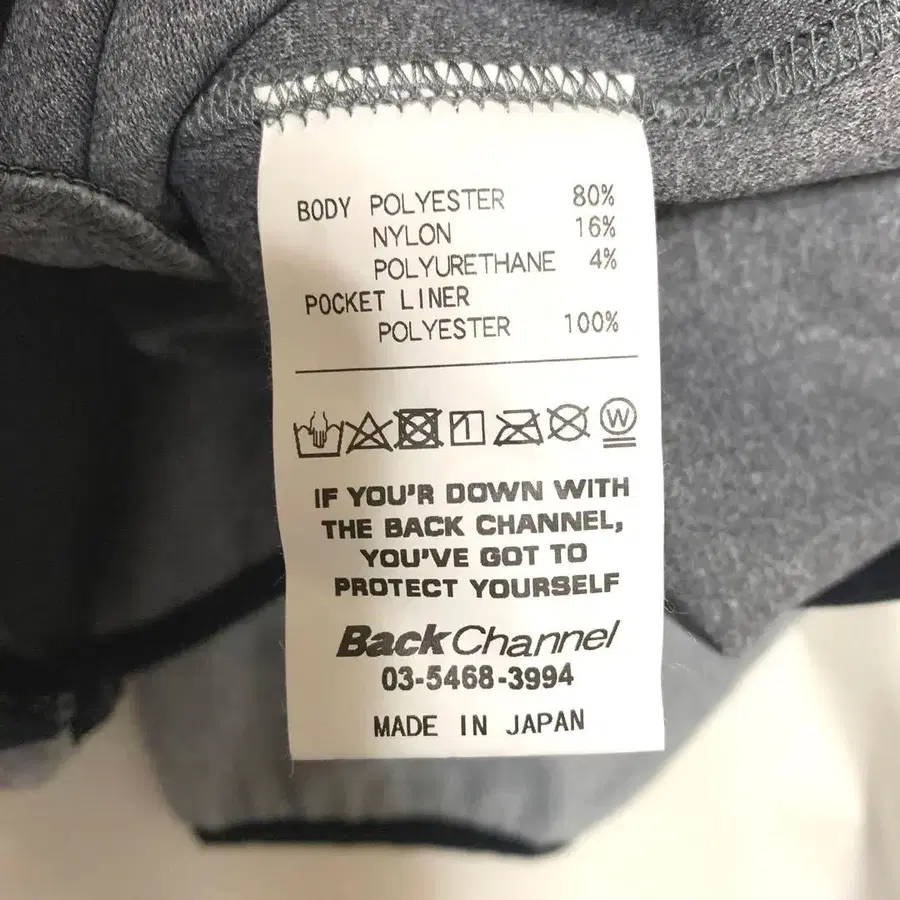 BODY POLYESTER 80%
NYLON 16%
POLYURETHANE 4%
POCKET LINER
POLYESTER 100%
W
IF YOU'R DOWN WITH
THE BACK CHANNEL,
YOU'VE GOT TO
PROTECT YOURSELF
BackChannel
03-5468-3994
MADE IN JAPAN